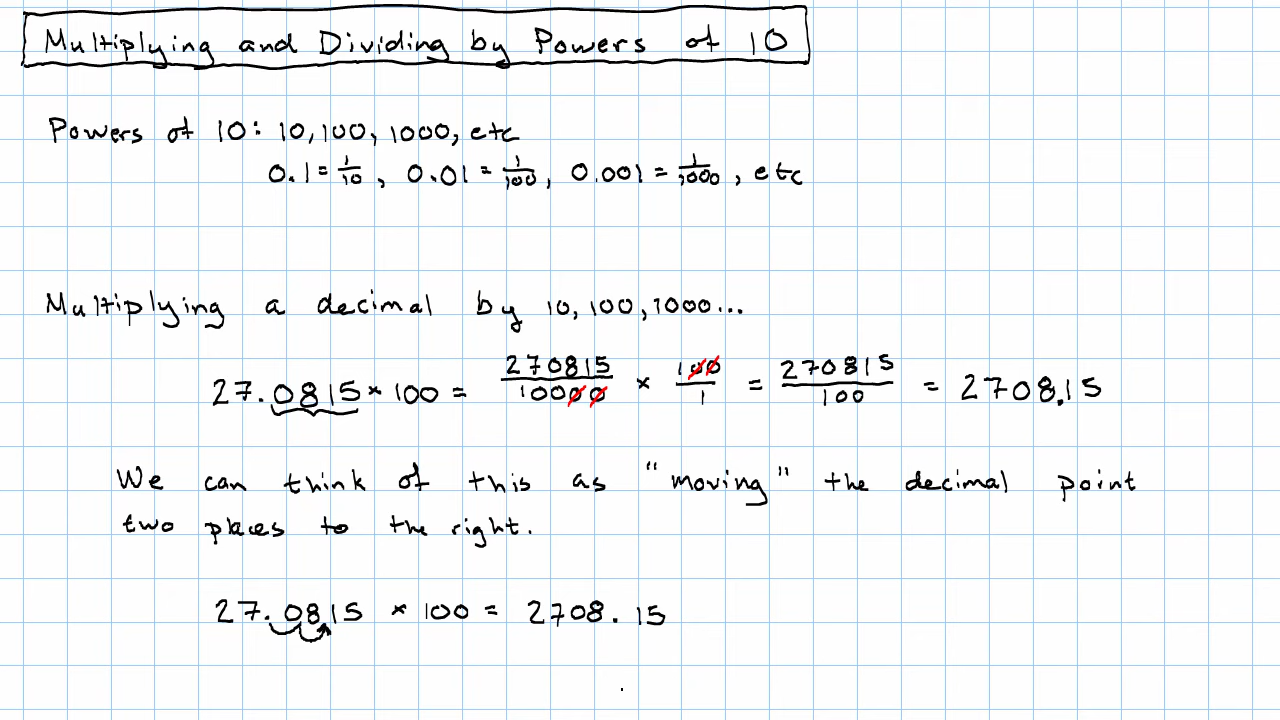 Multiplying and Dividing by Powers of 10
Powers of 10: 10, 100, 1000, etc
0.1 = 1/10, 0.01 = 1/100, 0.001 = 1/1000, etc
Multiplying a decimal by 10, 100, 1000...
27.0815 × 100 = 270815/10000 × 100/1 = 270815/100 = 2708.15
We can think of this as "moving" the decimal point
two places to the right.
27.0815 × 100 = 2708.15